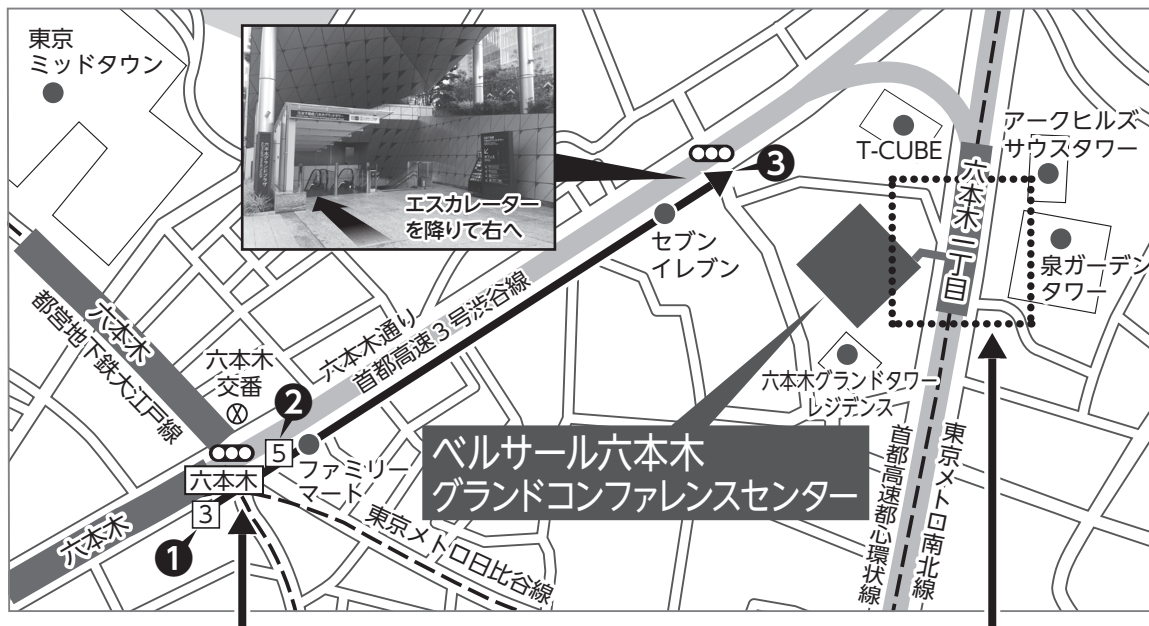 東京
ミッドタウン
エスカレーター
を降りて右へ
3
T-CUBE
アークヒルズ
サウスタワー
六本木一丁目
セブン
イレブン
泉ガーデン
タワー
六本木
都営地下鉄大江戸線
六本木通り
首都高速3号渋谷線
六本木
交番
2
5
ファミリー
マート
六本木
3
六本木
1
東京メトロ日比谷線
六本木グランドタワー
レジデンス
ベルサール六本木
グランドコンファレンスセンター
首都高速都心環状線
東京メトロ南北線